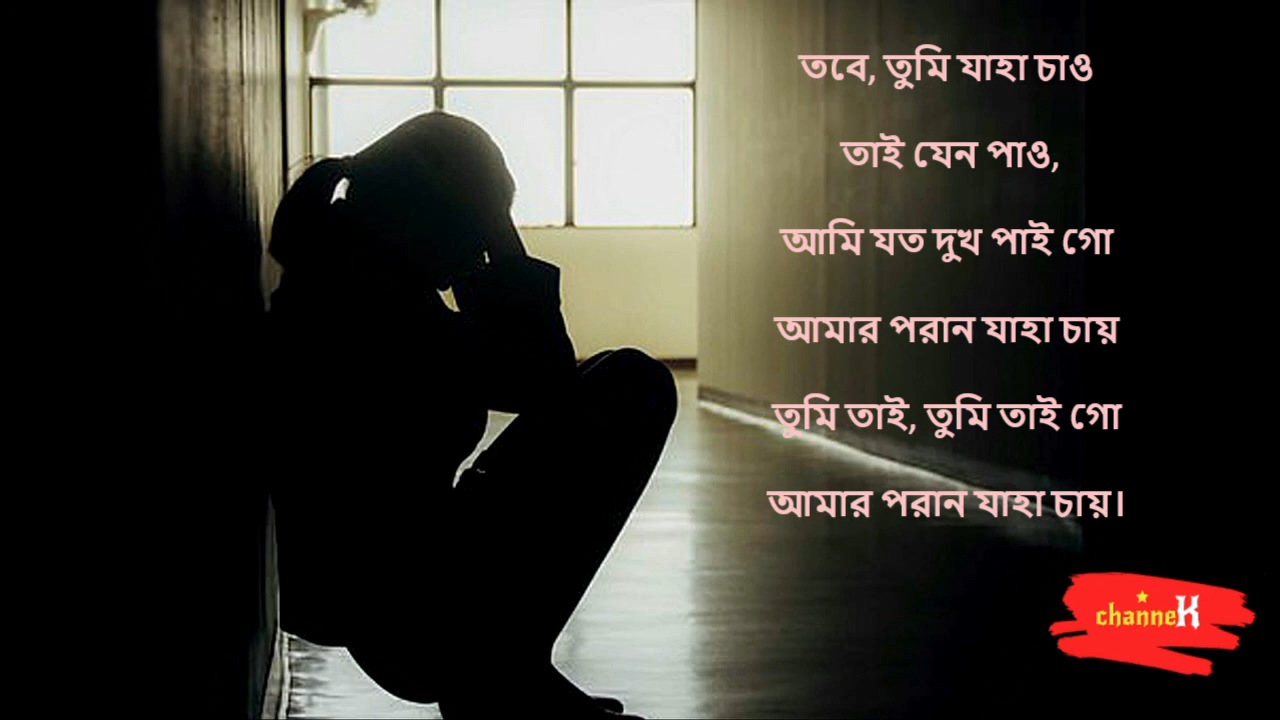 তবে, তুমি যাহা চাও
তাই যেন পাও,
আমি যত দুখ পাই গো
আমার পরান যাহা চায়
তুমি তাই, তুমি তাই গো
আমার পরান যাহা চায়।
channeK